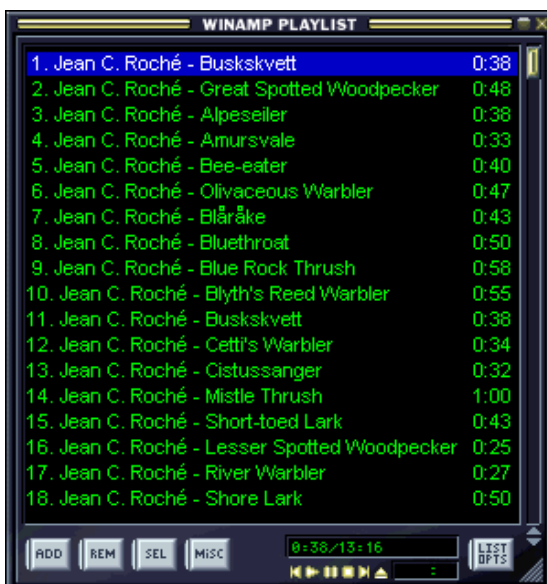 WINAMP PLAYLIST
1. Jean C. Roché - Buskskvett 0:38
2. Jean C. Roché - Great Spotted Woodpecker 0:48
3. Jean C. Roché - Alpeseiler 0:38
4. Jean C. Roché - Amursvale 0:33
5. Jean C. Roché - Bee-eater 0:40
6. Jean C. Roché - Olivaceous Warbler 0:47
7. Jean C. Roché - Blåråke 0:43
8. Jean C. Roché - Bluethroat 0:50
9. Jean C. Roché - Blue Rock Thrush 0:58
10. Jean C. Roché - Blyth's Reed Warbler 0:55
11. Jean C. Roché - Buskskvett 0:38
12. Jean C. Roché - Cetti's Warbler 0:34
13. Jean C. Roché - Cistussanger 0:32
14. Jean C. Roché - Mistle Thrush 1:00
15. Jean C. Roché - Short-toed Lark 0:43
16. Jean C. Roché - Lesser Spotted Woodpecker 0:25
17. Jean C. Roché - River Warbler 0:27
18. Jean C. Roché - Shore Lark 0:50
ADD REM SEL MiSC 0:38/13:16 LIST OPTS
: